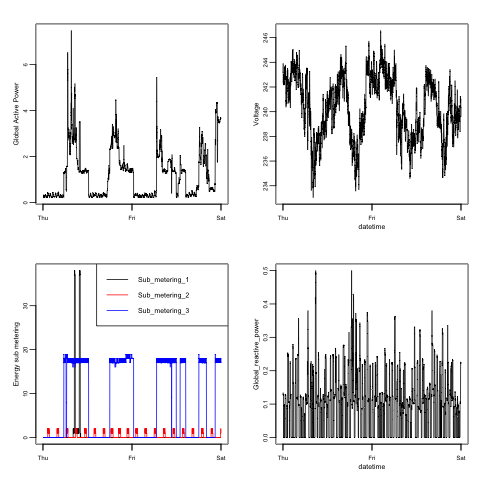 Global Active Power
0 2 4 6
Thu Fri Sat
Voltage
234 236 238 240 242 244 246
Thu Fri Sat
datetime
Energy sub metering
0 10 20 30
Sub_metering_1
Sub_metering_2
Sub_metering_3
Thu Fri Sat
Global_reactive_power
0.0 0.1 0.2 0.3 0.4 0.5
Thu Fri Sat
datetime